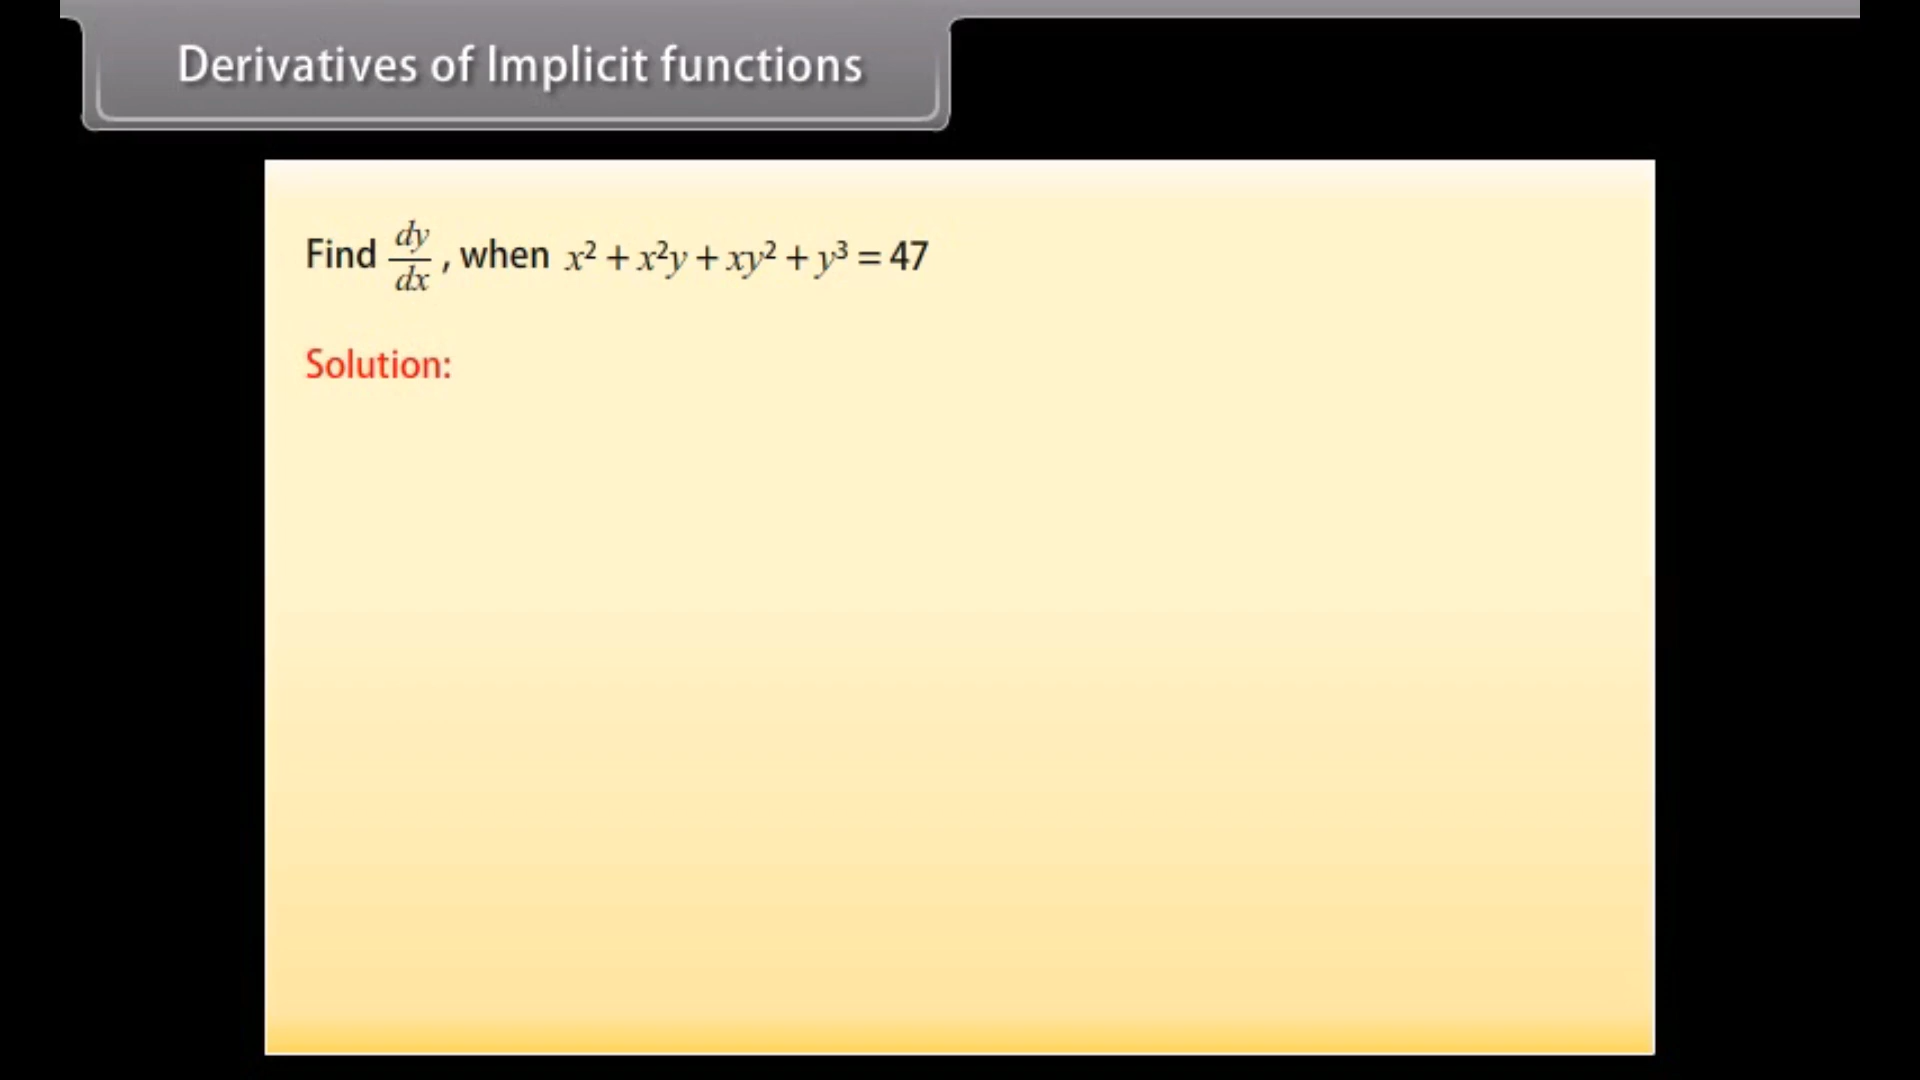 Derivatives of Implicit functions
Find dy/dx , when x² + x²y + xy² + y³ = 47
Solution: